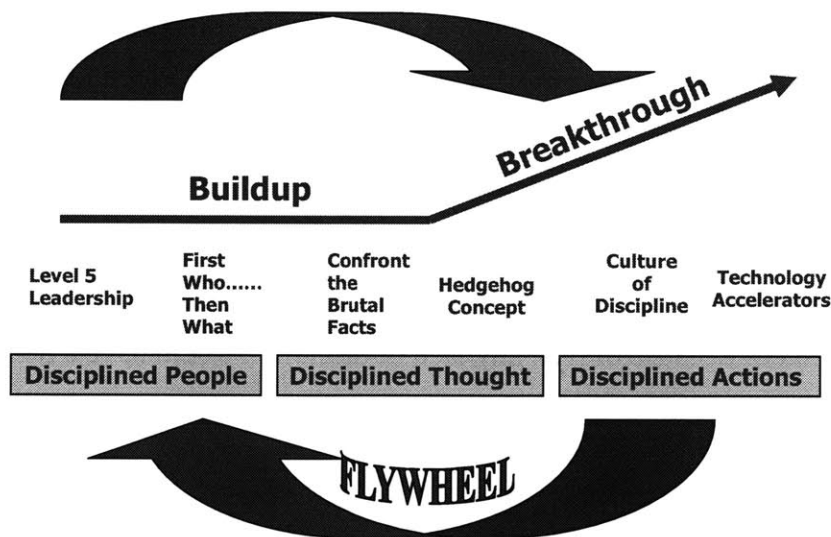 Buildup
Breakthrough
Level 5
Leadership
First
Who......
Then
What
Confront
the
Brutal
Facts
Hedgehog
Concept
Culture
of
Discipline
Technology
Accelerators
Disciplined People
Disciplined Thought
Disciplined Actions
FLYWHEEL